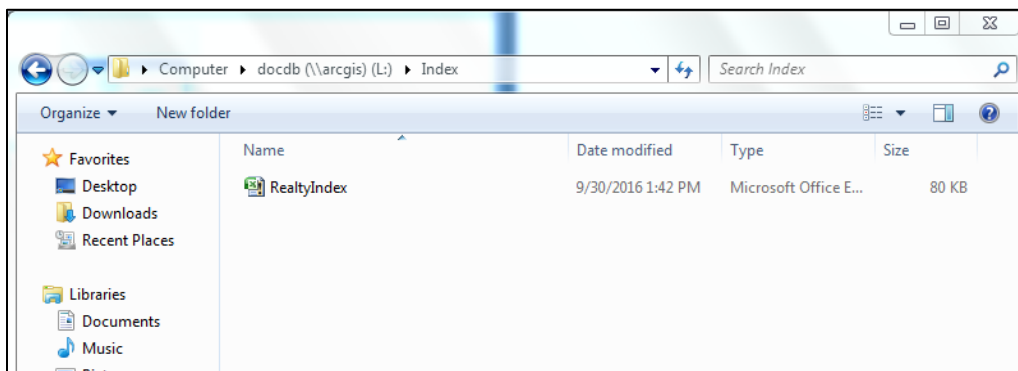 Computer ▸ docdb (\\arcgis) (L:) ▸ Index
Search Index
Organize New folder
Name Date modified Type Size
Favorites
RealtyIndex 9/30/2016 1:42 PM Microsoft Office E... 80 KB
Desktop
Downloads
Recent Places
Libraries
Documents
Music